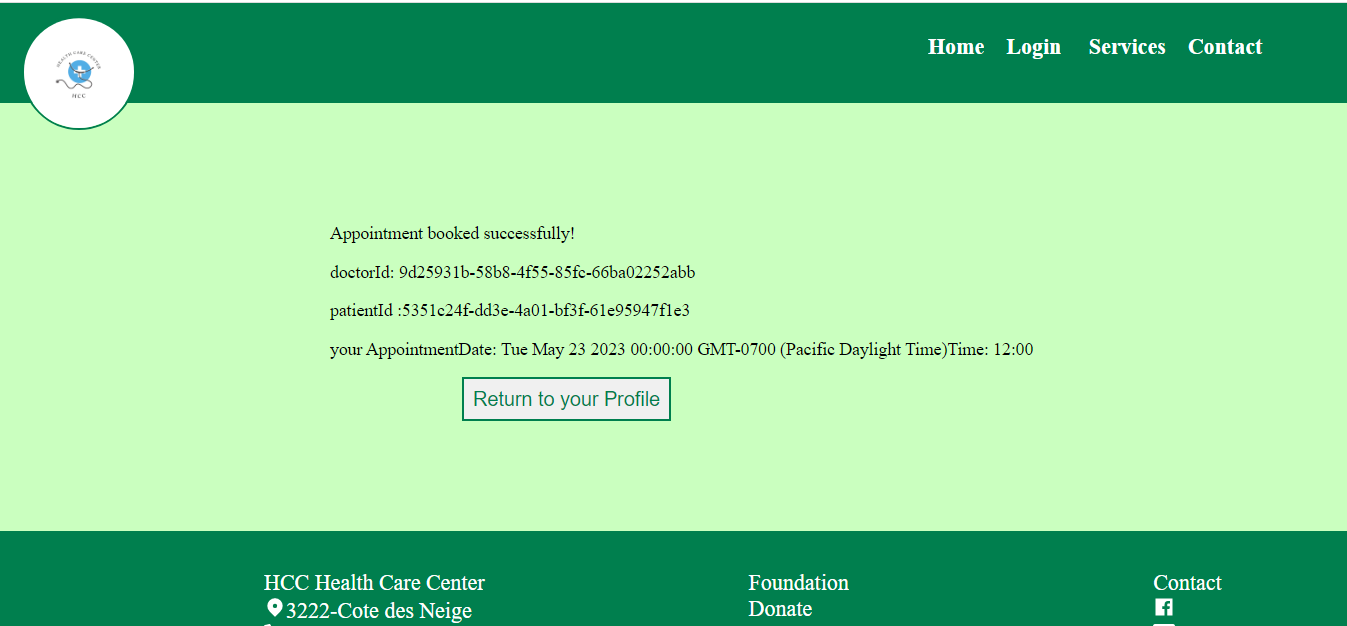 HEALTH CARE CENTER
HCC
Home Login Services Contact
Appointment booked successfully!
doctorId: 9d25931b-58b8-4f55-85fc-66ba02252abb
patientId :5351c24f-dd3e-4a01-bf3f-61e95947f1e3
your AppointmentDate: Tue May 23 2023 00:00:00 GMT-0700 (Pacific Daylight Time)Time: 12:00
Return to your Profile
HCC Health Care Center
3222-Cote des Neige
Foundation
Donate
Contact